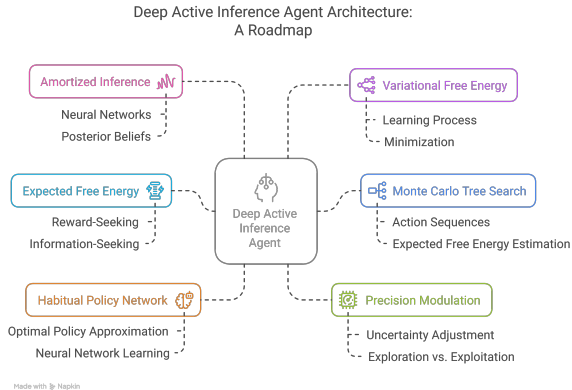 Deep Active Inference Agent Architecture:
A Roadmap
Amortized Inference
Neural Networks
Posterior Beliefs
Variational Free Energy
Learning Process
Minimization
Expected Free Energy
Reward-Seeking
Information-Seeking
Deep Active
Inference
Agent
Monte Carlo Tree Search
Action Sequences
Expected Free Energy Estimation
Habitual Policy Network
Optimal Policy Approximation
Neural Network Learning
Precision Modulation
Uncertainty Adjustment
Exploration vs. Exploitation
Made with Napkin